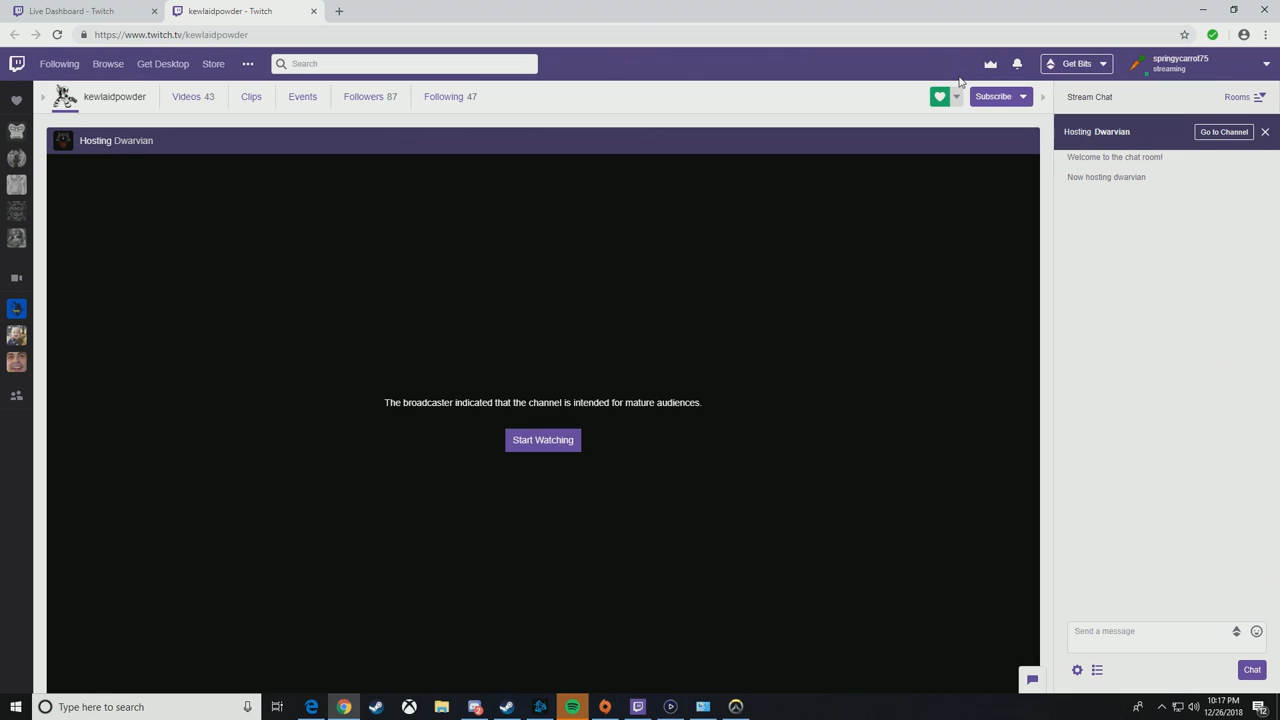 Live Dashboard - Twitch
kewlaidpowder - Twitch
https://www.twitch.tv/kewlaidpowder
Following Browse Get Desktop Store ••• Search Get Bits springycarrot75
streaming
kewlaidpowder Videos 43 Clips Events Followers 87 Following 47 Subscribe
Stream Chat Rooms
Hosting Dwarvian
Hosting Dwarvian Go to Channel
Welcome to the chat room!
Now hosting dwarvian
The broadcaster indicated that the channel is intended for mature audiences.
Start Watching
Send a message
Chat
Type here to search
10:17 PM
12/26/2018
12